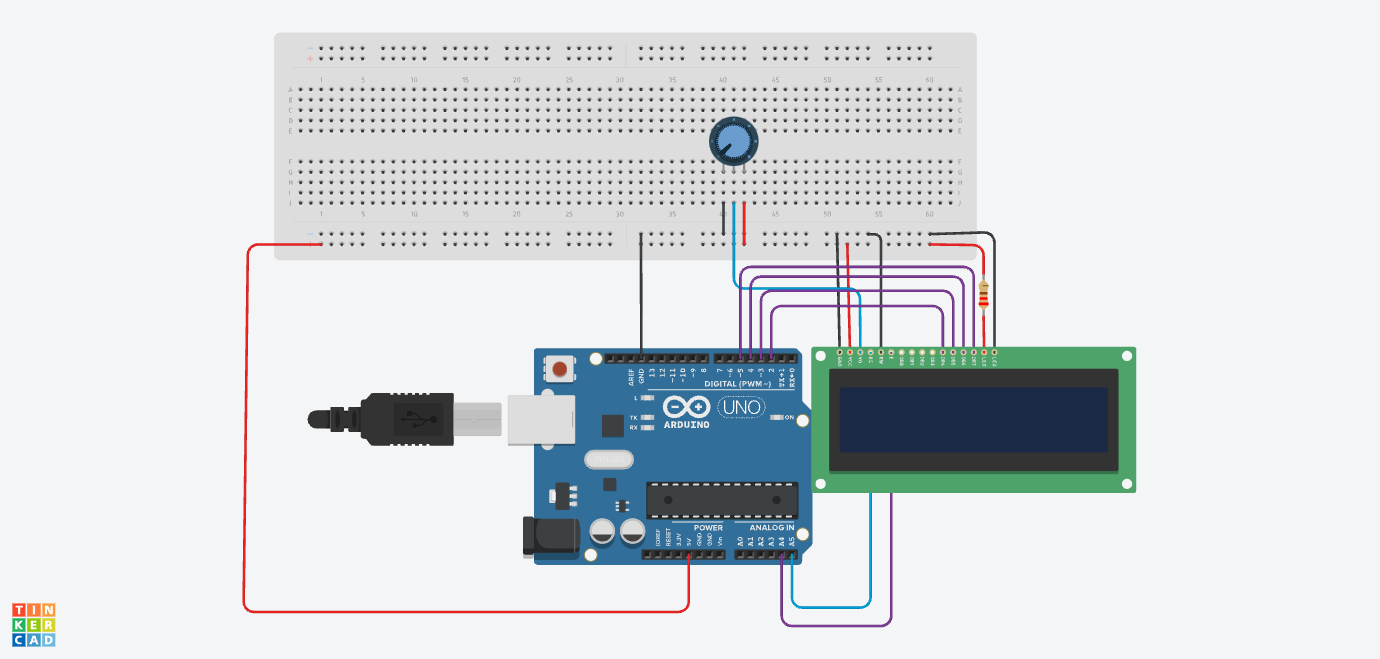 - -
+ +
1 5 10 15 20 25 30 40 45 50 55 60
A A
B B
C C
D D
E E
F F
G G
H H
I I
J J
1 5 10 15 20 25 30 45 50 55 60
AREF GND 13 12 ~11 ~10 ~9 8 7 ~6 ~5 4 ~3 2 TX→1 RX←0
DIGITAL (PWM~)
L
TX
RX
UNO
ON
ARDUINO
POWER ANALOG IN
IOREF RESET 3.3V 5V GND GND Vin A0 A1 A2 A3 A4 A5
TIN
KER
CAD